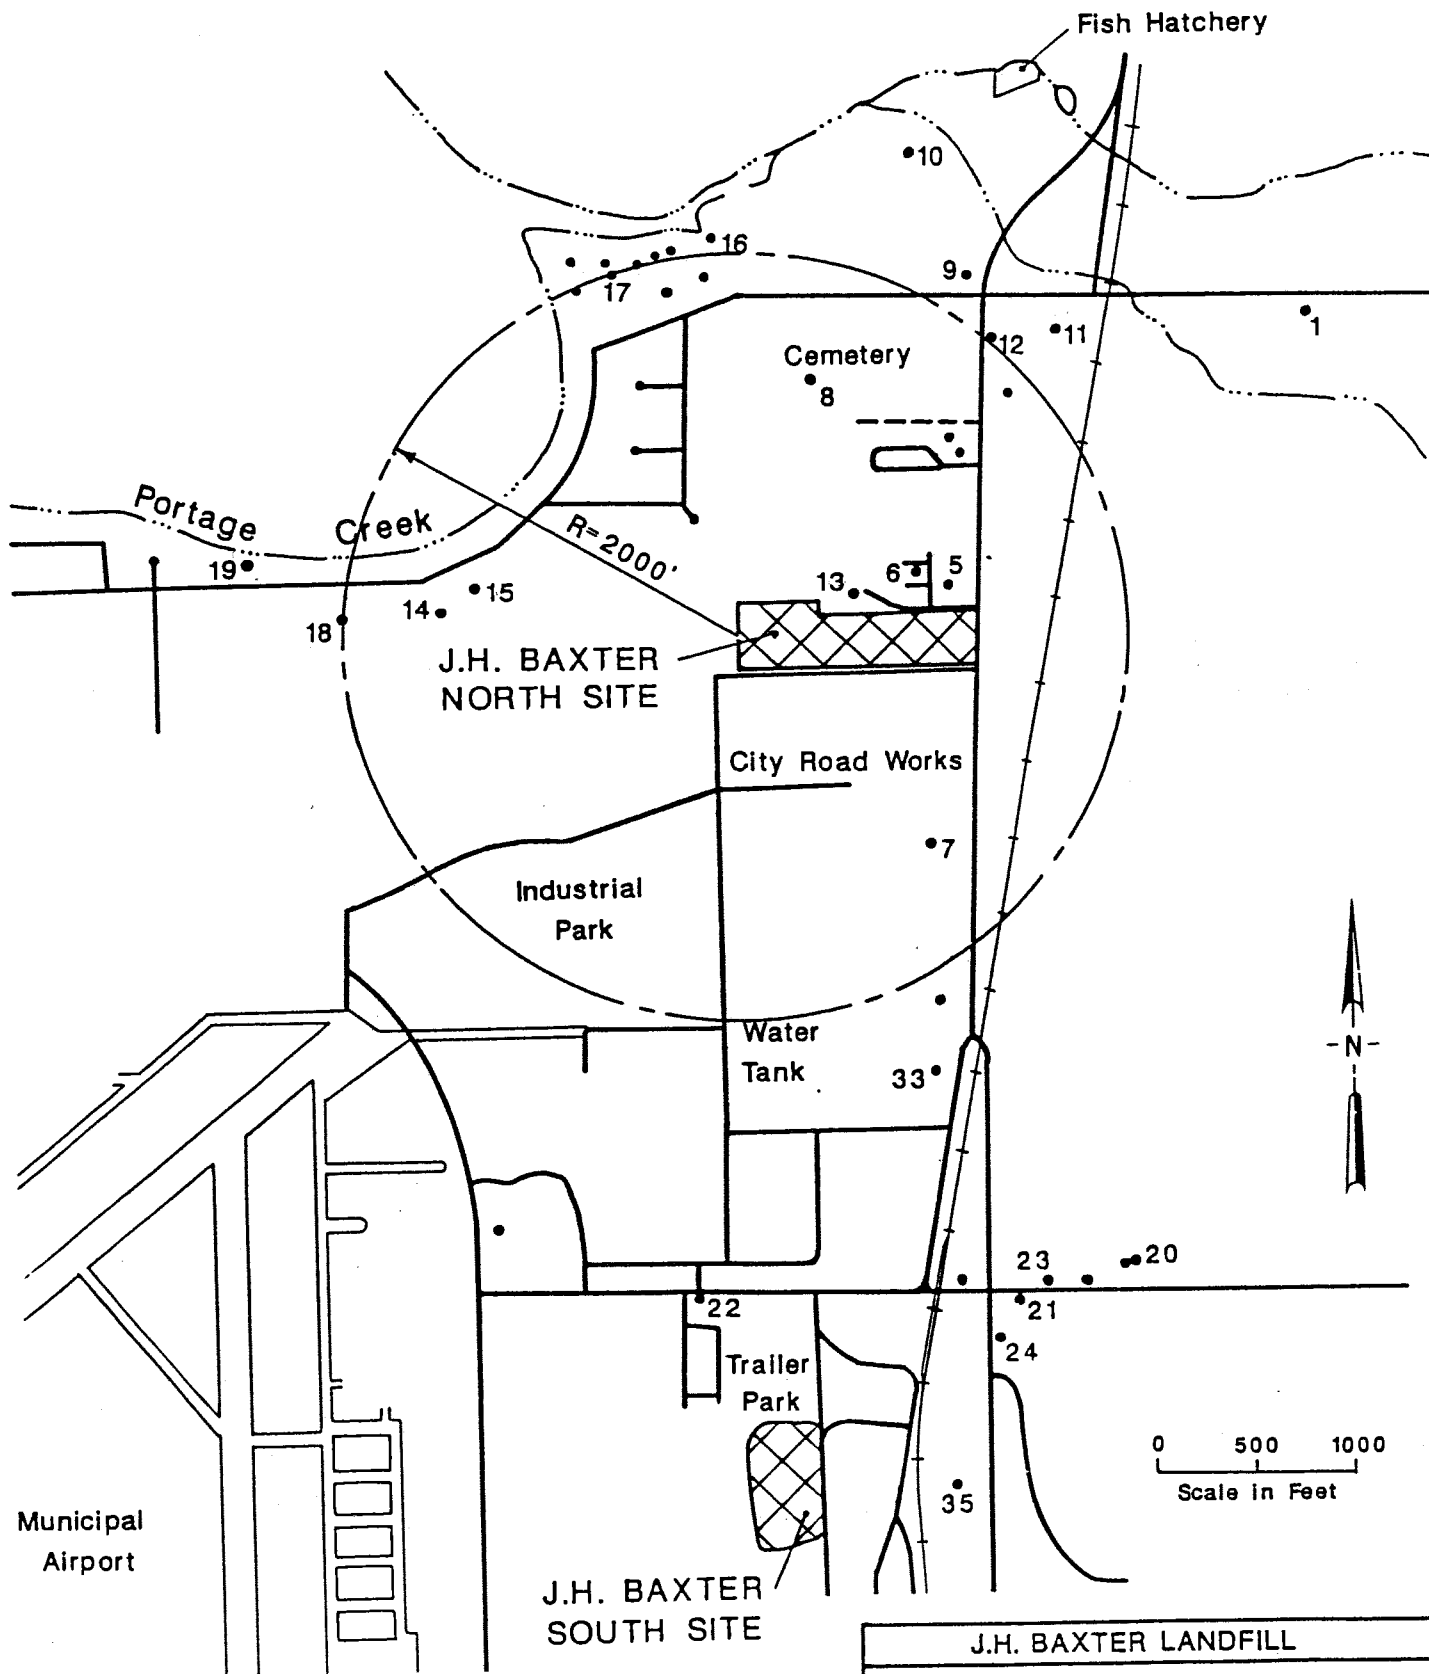 Fish Hatchery
10
16
9
17
1
11
12
Cemetery
8
Portage
Creek
R=2000'
19
6
5
13
15
14
18
J.H. BAXTER
NORTH SITE
City Road Works
7
Industrial
Park
-N-
Water
Tank
33
20
23
22
21
24
Trailer
Park
0 500 1000
Scale in Feet
35
Municipal
Airport
J.H. BAXTER
SOUTH SITE
J.H. BAXTER LANDFILL